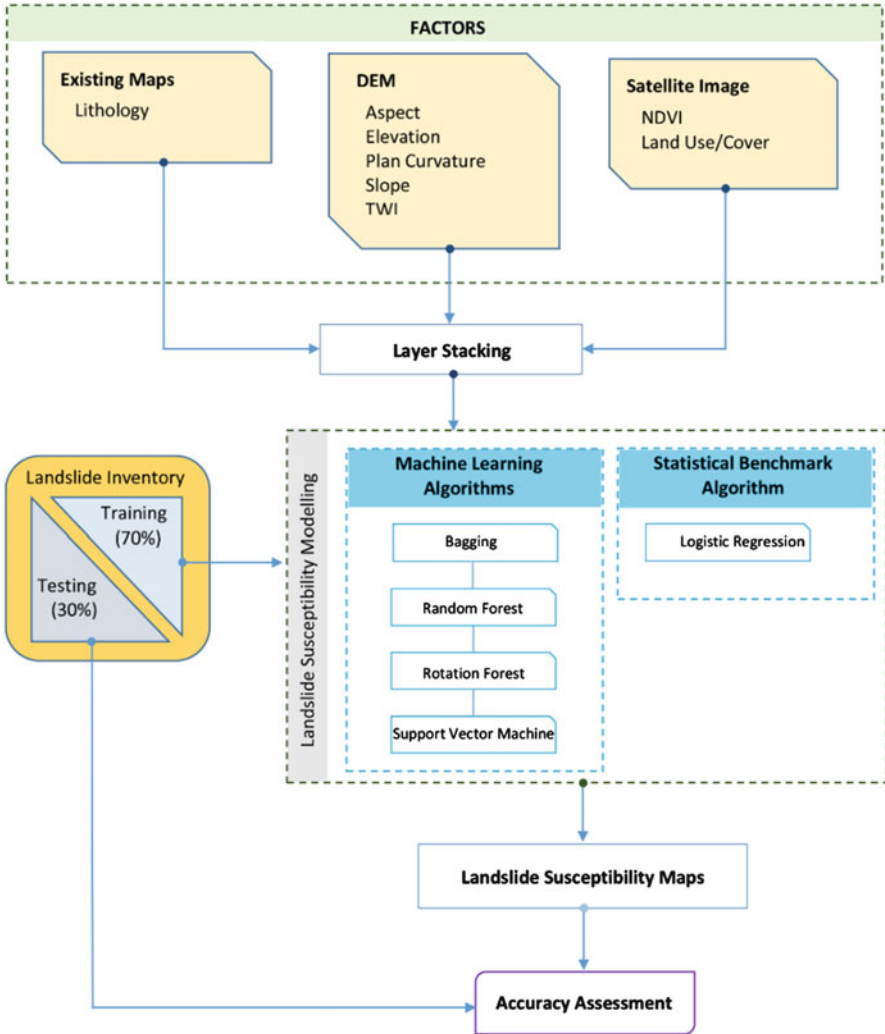 FACTORS
Existing Maps
Lithology
DEM
Aspect
Elevation
Plan Curvature
Slope
TWI
Satellite Image
NDVI
Land Use/Cover
Layer Stacking
Landslide Inventory
Training
(70%)
Testing
(30%)
Landslide Susceptibility Modelling
Machine Learning
Algorithms
Bagging
Random Forest
Rotation Forest
Support Vector Machine
Statistical Benchmark
Algorithm
Logistic Regression
Landslide Susceptibility Maps
Accuracy Assessment